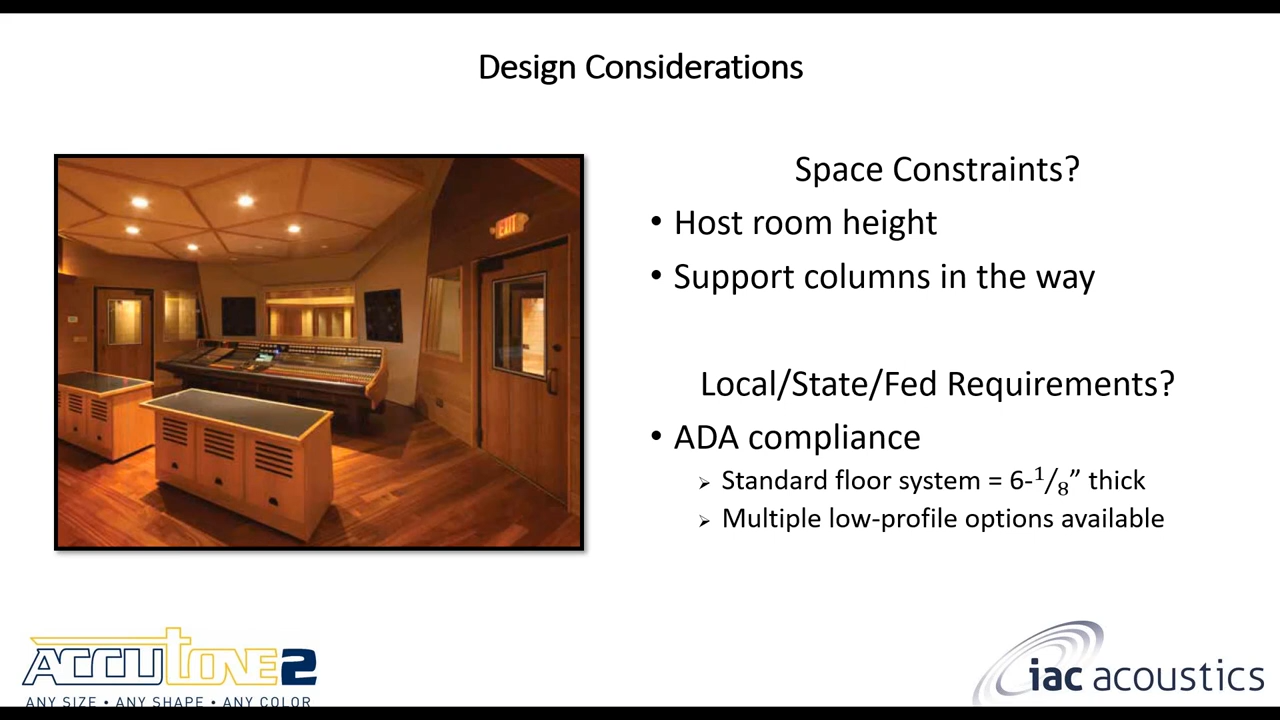 Design Considerations
EXIT
Space Constraints?
• Host room height
• Support columns in the way
Local/State/Fed Requirements?
• ADA compliance
➢ Standard floor system = 6-1/8” thick
➢ Multiple low-profile options available
ACCUTONE2
ANY SIZE • ANY SHAPE • ANY COLOR
iac acoustics